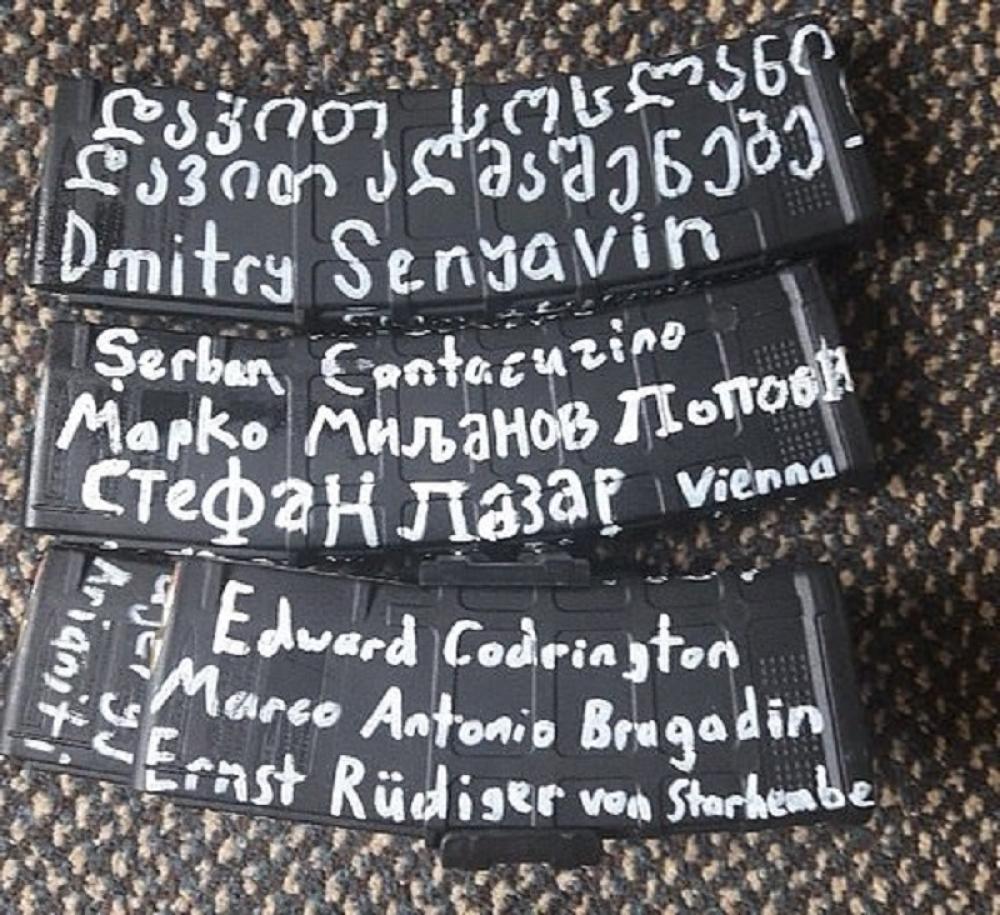 დავით სოსლანი
დავით აღმაშენებე
Dmitry Senyavin
Şerban Cantacuzino
Марко Миљанов Попови
Стефан Лазар Vienna
Edward Codrington
Marco Antonio Bragadin
Ernst Rüdiger von Starhembe